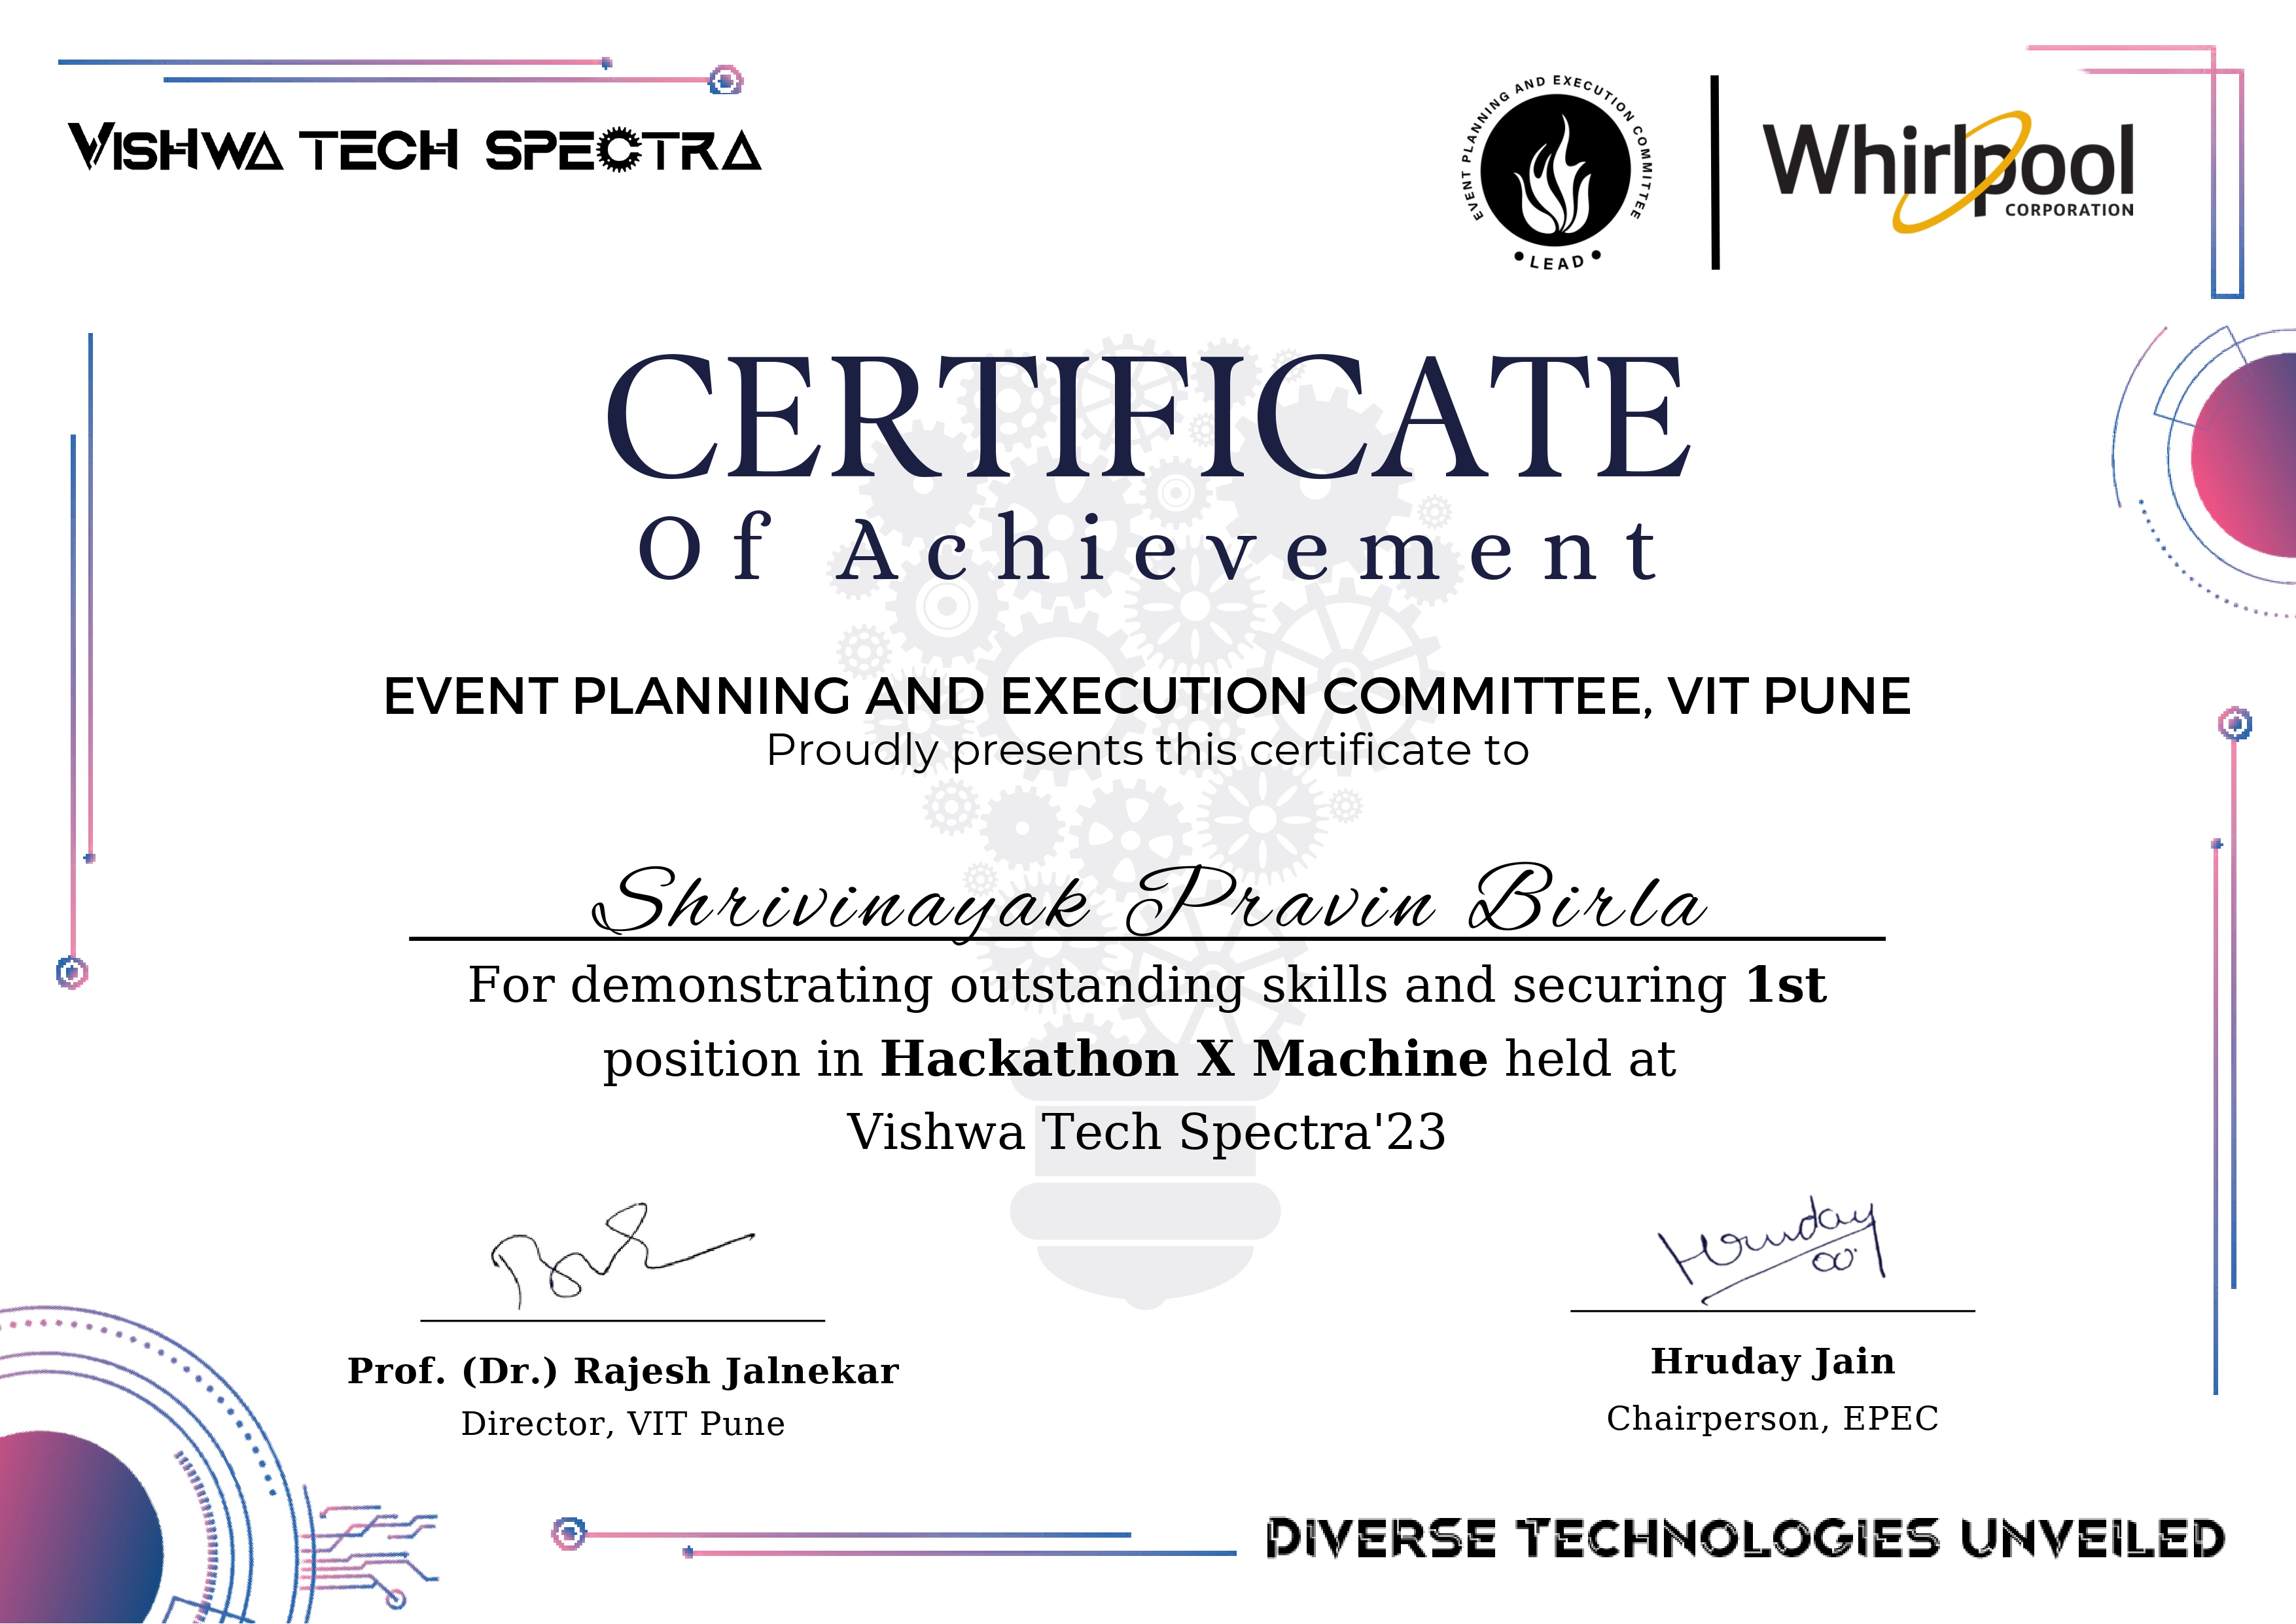 VISHWA TECH SPECTRA
EVENT PLANNING AND EXECUTION COMMITTEE
• LEAD •
Whirlpool
CORPORATION
CERTIFICATE
Of Achievement
EVENT PLANNING AND EXECUTION COMMITTEE, VIT PUNE
Proudly presents this certificate to
Shrivinayak Pravin Birla
For demonstrating outstanding skills and securing 1st
position in Hackathon X Machine held at
Vishwa Tech Spectra'23
Hruday
Prof. (Dr.) Rajesh Jalnekar
Director, VIT Pune
Hruday Jain
Chairperson, EPEC
DIVERSE TECHNOLOGIES UNVEILED